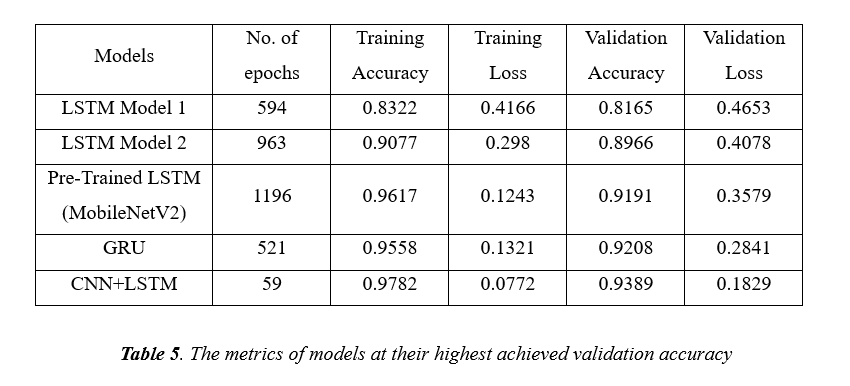 Models No. of epochs Training Accuracy Training Loss Validation Accuracy Validation Loss
LSTM Model 1 594 0.8322 0.4166 0.8165 0.4653
LSTM Model 2 963 0.9077 0.298 0.8966 0.4078
Pre-Trained LSTM (MobileNetV2) 1196 0.9617 0.1243 0.9191 0.3579
GRU 521 0.9558 0.1321 0.9208 0.2841
CNN+LSTM 59 0.9782 0.0772 0.9389 0.1829
Table 5. The metrics of models at their highest achieved validation accuracy